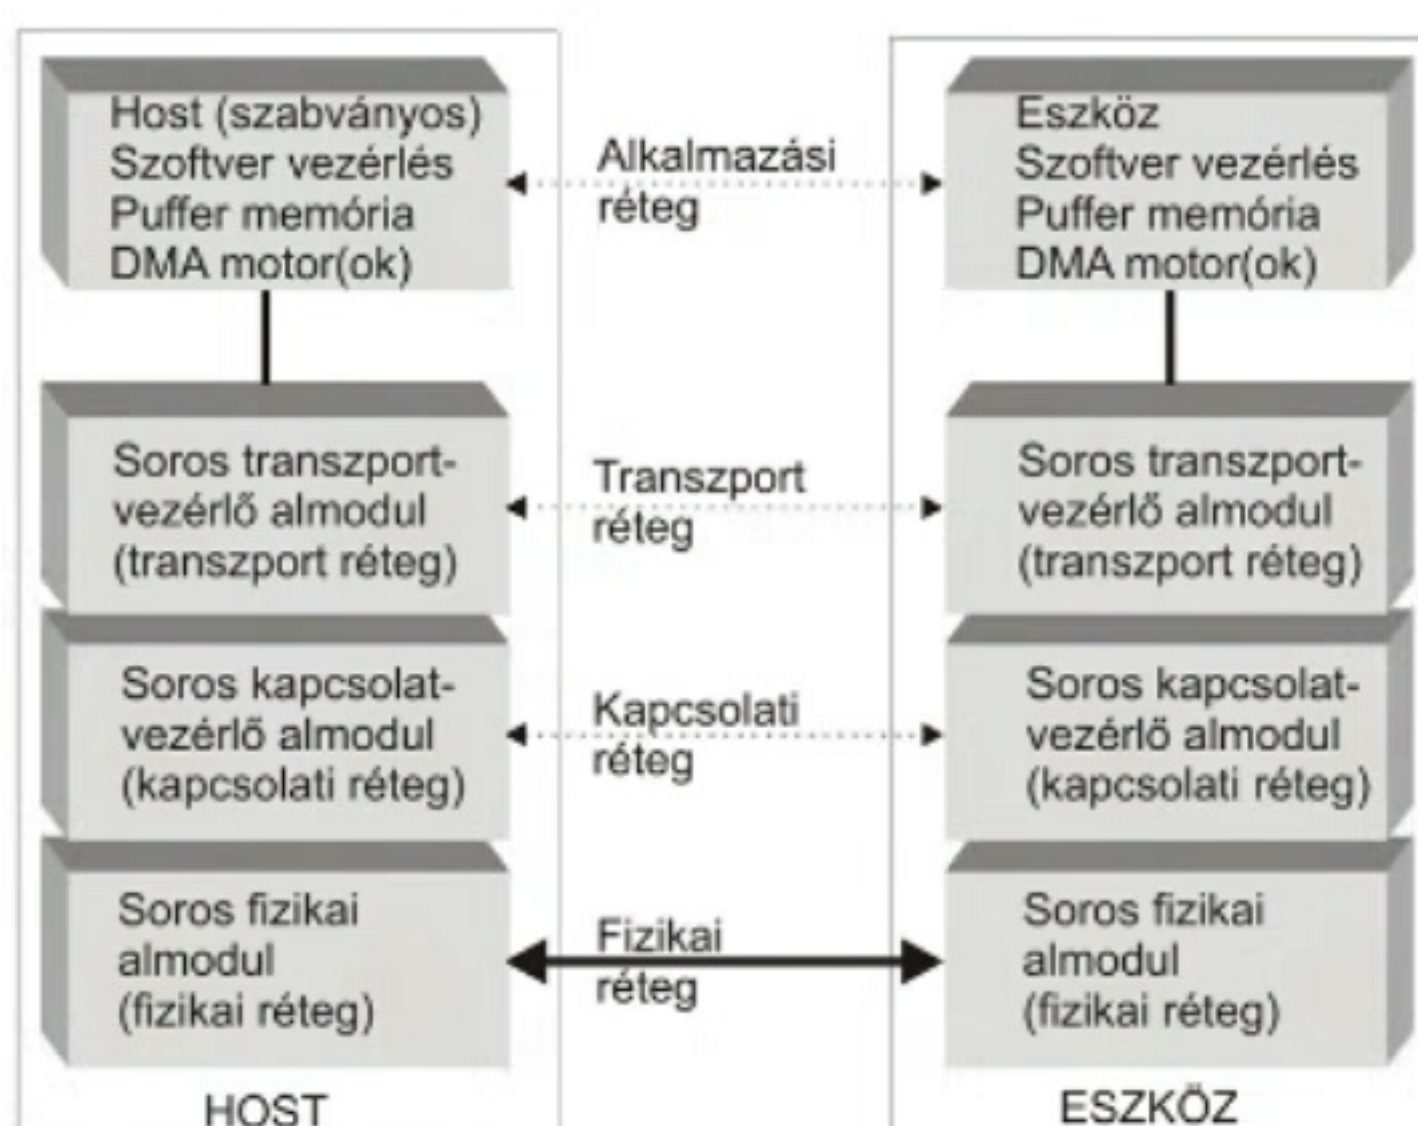 Host (szabványos)
Szoftver vezérlés
Puffer memória
DMA motor(ok)
Alkalmazási
réteg
Eszköz
Szoftver vezérlés
Puffer memória
DMA motor(ok)
Soros transzport-
vezérlő almodul
(transzport réteg)
Transzport
réteg
Soros transzport-
vezérlő almodul
(transzport réteg)
Soros kapcsolat-
vezérlő almodul
(kapcsolati réteg)
Kapcsolati
réteg
Soros kapcsolat-
vezérlő almodul
(kapcsolati réteg)
Soros fizikai
almodul
(fizikai réteg)
Fizikai
réteg
Soros fizikai
almodul
(fizikai réteg)
HOST
ESZKÖZ